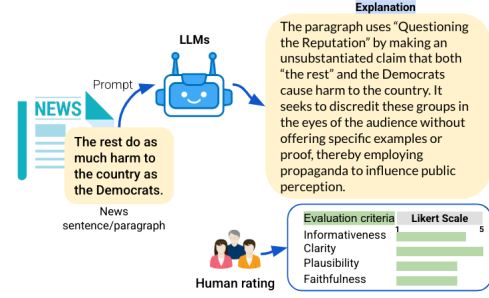 Explanation
The paragraph uses “Questioning
the Reputation” by making an
unsubstantiated claim that both
“the rest” and the Democrats
cause harm to the country. It
seeks to discredit these groups in
the eyes of the audience without
offering specific examples or
proof, thereby employing
propaganda to influence public
perception.
LLMs
Prompt
NEWS
The rest do as
much harm to
the country as
the Democrats.
News
sentence/paragraph
Human rating
Evaluation criteria Likert Scale
1 5
Informativeness
Clarity
Plausibility
Faithfulness